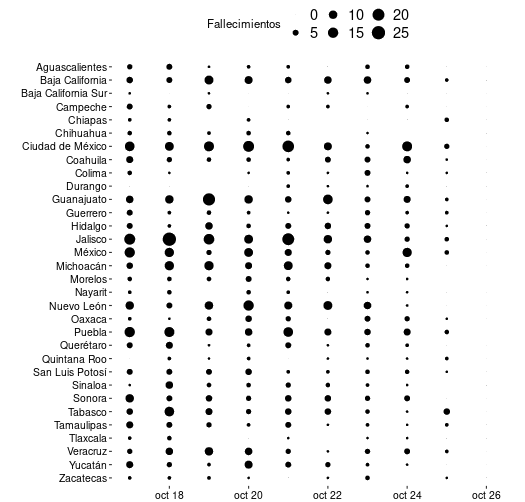 Fallecimientos
0 10 20
5 15 25
Aguascalientes
Baja California
Baja California Sur
Campeche
Chiapas
Chihuahua
Ciudad de México
Coahuila
Colima
Durango
Guanajuato
Guerrero
Hidalgo
Jalisco
México
Michoacán
Morelos
Nayarit
Nuevo León
Oaxaca
Puebla
Querétaro
Quintana Roo
San Luis Potosí
Sinaloa
Sonora
Tabasco
Tamaulipas
Tlaxcala
Veracruz
Yucatán
Zacatecas
oct 18 oct 20 oct 22 oct 24 oct 26